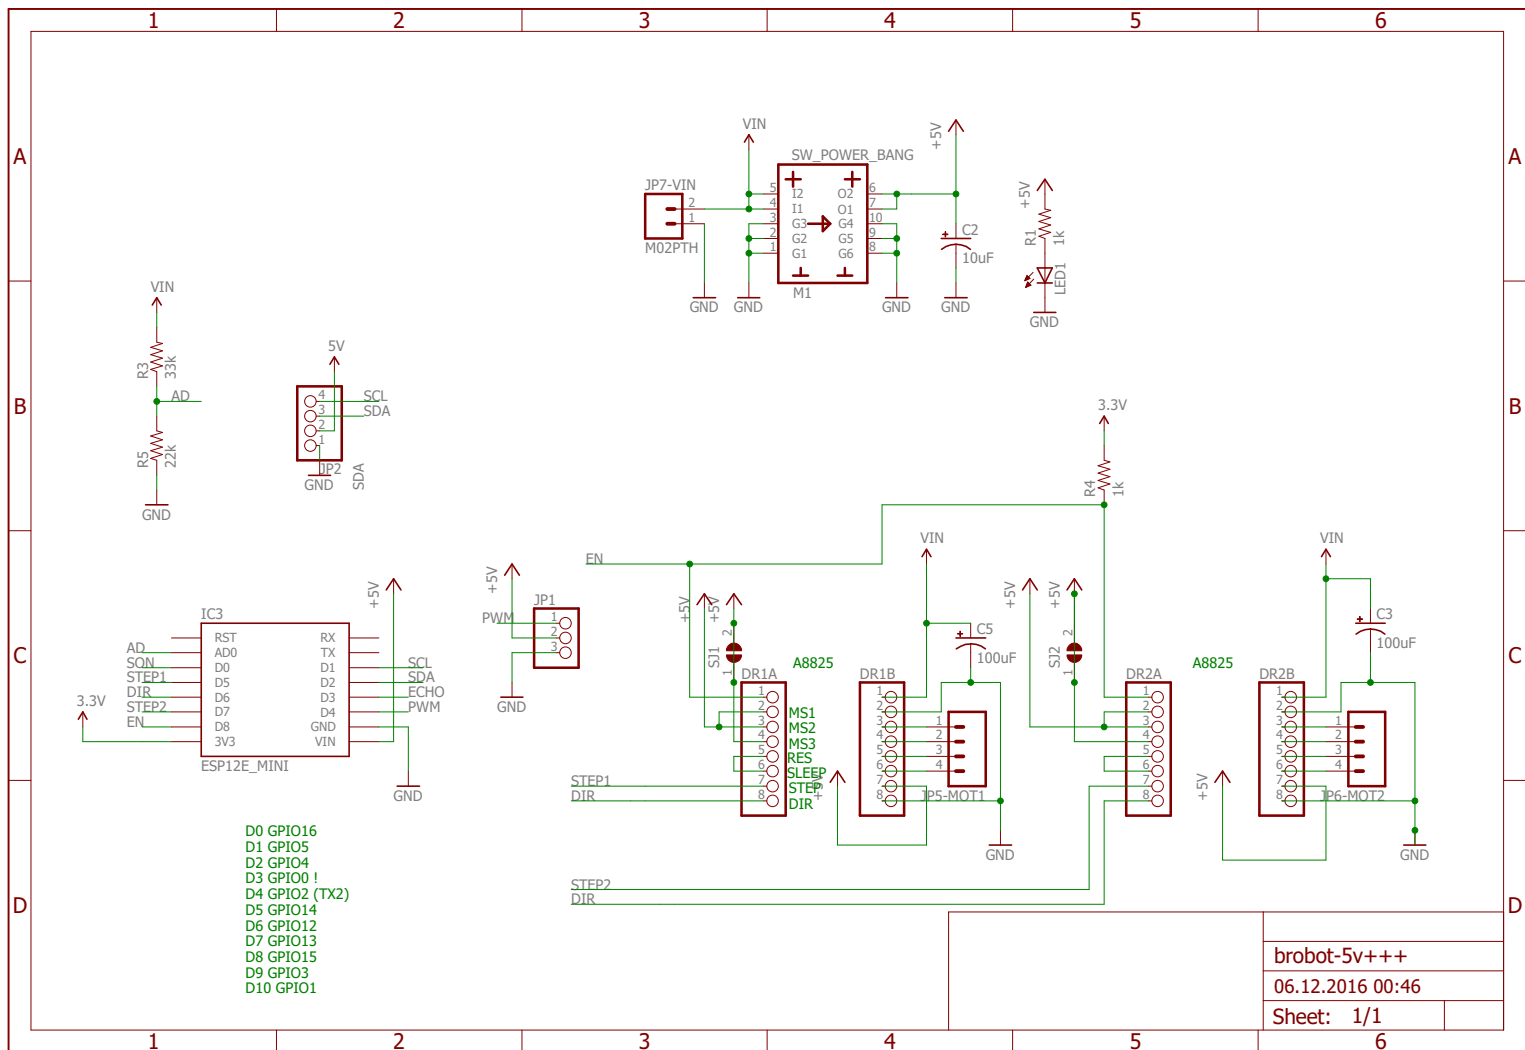 1 2 3 4 5 6
A A
VIN
+5V
SW_POWER_BANG
JP7-VIN
2
1
M02PTH
5 I2 O2 6
4 I1 O1 7
3 G3 G4 10
2 G2 G5 9
1 G1 G6 8
M1
C2
10uF
+5V
R1
1k
LED1
GND GND GND GND GND
VIN
R3
33k
AD
R5
22k
GND
5V
4 SCL
3 SDA
2
1
JP2
GND
SDA
B B
3.3V
R4
1k
EN
C C
IC3
+5V
AD RST RX
SON AD0 TX
STEP1 D0 D1 SCL
DIR D5 D2 SDA
STEP2 D6 D3 ECHO
EN D7 D4 PWM
D8 GND
3V3 VIN
3.3V
ESP12E_MINI
GND
+5V
JP1
PWM
1
2
3
GND
+5V
+5V
SJ1
2
1
A8825
DR1A
1
2 MS1
3 MS2
4 MS3
5 RES
6 SLEEP
7 STEP
8 DIR
STEP1
DIR
VIN
C5
100uF
DR1B
1
2
3
4
5
6
7
8
1
2
3
4
JP5-MOT1
+5V
GND
+5V
+5V
SJ2
2
1
A8825
DR2A
1
2
3
4
5
6
7
8
VIN
C3
100uF
DR2B
1
2
3
4
5
6
7
8
1
2
3
4
JP6-MOT2
+5V
GND
STEP2
DIR
D D
D0 GPIO16
D1 GPIO5
D2 GPIO4
D3 GPIO0 !
D4 GPIO2 (TX2)
D5 GPIO14
D6 GPIO12
D7 GPIO13
D8 GPIO15
D9 GPIO3
D10 GPIO1
brobot-5v+++
06.12.2016 00:46
Sheet: 1/1
1 2 3 4 5 6